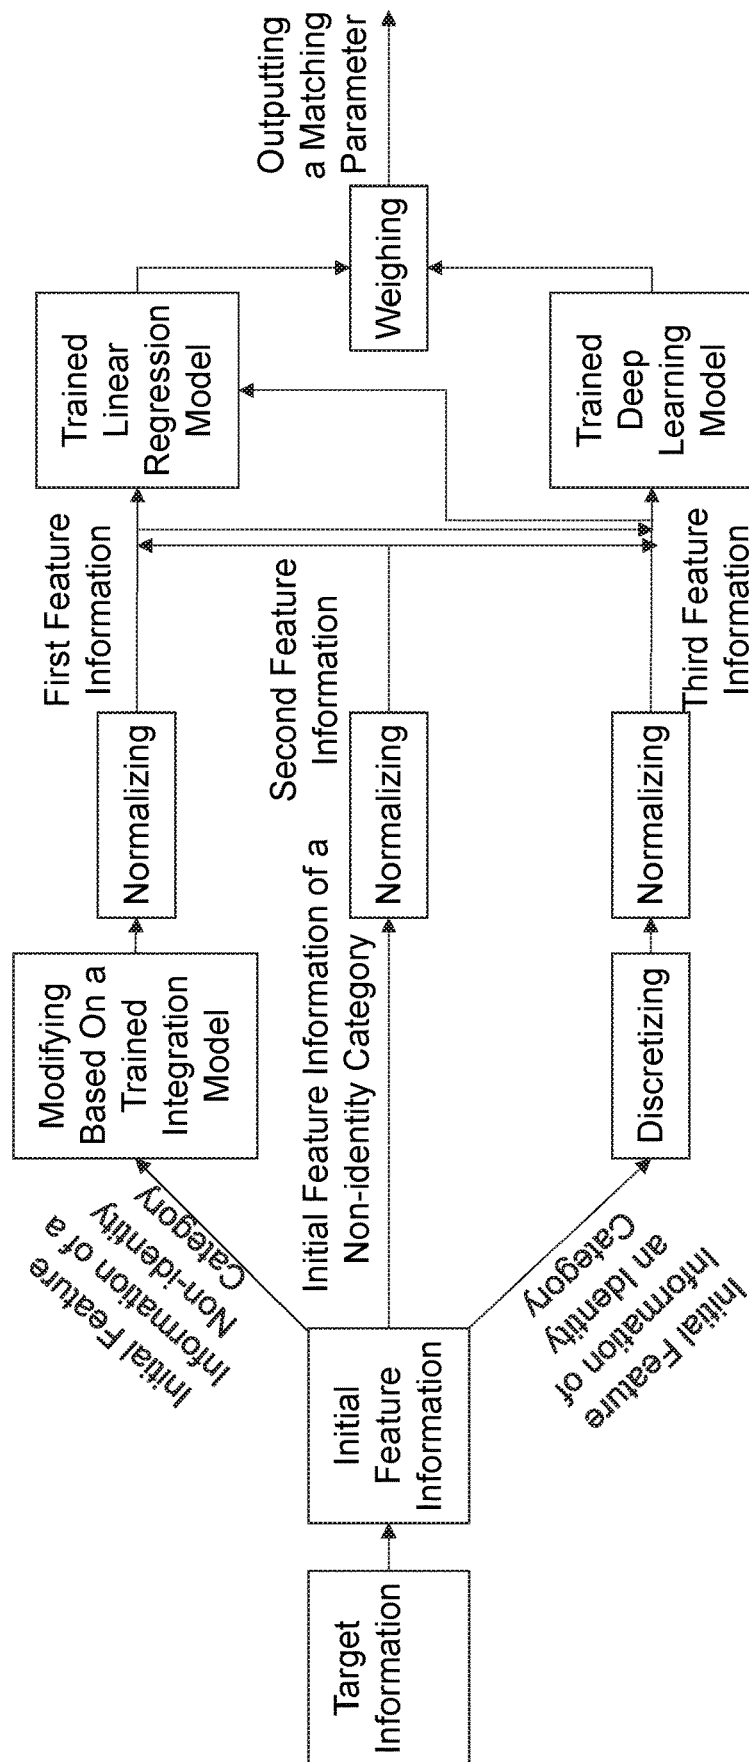 Target
Information
Initial
Feature
Information
Initial Feature
Information of a
Non-identity
Category
Initial Feature Information of a
Non-identity Category
Initial Feature
Information of
an Identity
Category
Modifying
Based On a
Trained
Integration
Model
Normalizing
First Feature
Information
Normalizing
Second Feature
Information
Discretizing
Normalizing
Third Feature
Information
Trained
Linear
Regression
Model
Trained
Deep
Learning
Model
Weighing
Outputting
a Matching
Parameter